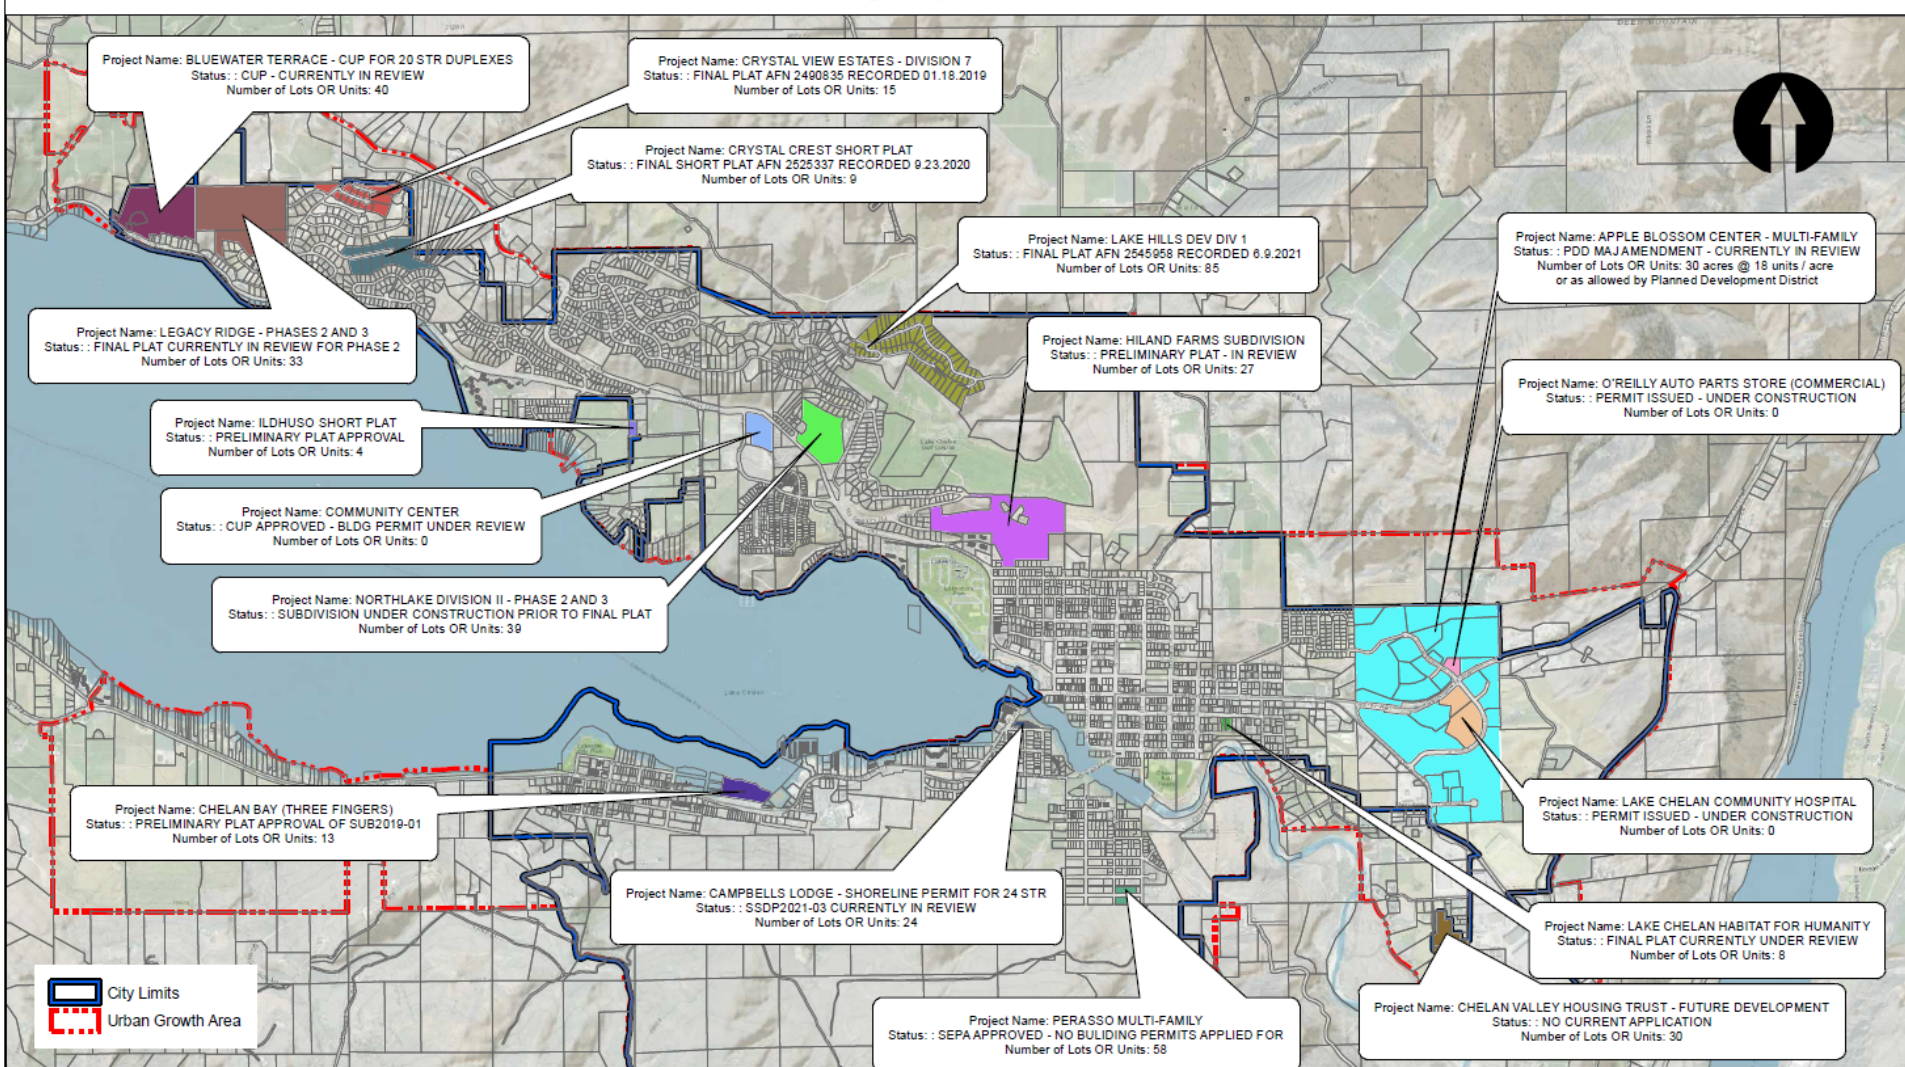 Project Name: BLUEWATER TERRACE - CUP FOR 20 STR DUPLEXES
Status: : CUP - CURRENTLY IN REVIEW
Number of Lots OR Units: 40
Project Name: CRYSTAL VIEW ESTATES - DIVISION 7
Status: : FINAL PLAT AFN 2490835 RECORDED 01.18.2019
Number of Lots OR Units: 15
Project Name: CRYSTAL CREST SHORT PLAT
Status: : FINAL SHORT PLAT AFN 2525337 RECORDED 9.23.2020
Number of Lots OR Units: 9
Project Name: LAKE HILLS DEV DIV 1
Status: : FINAL PLAT AFN 2545958 RECORDED 6.9.2021
Number of Lots OR Units: 85
Project Name: APPLE BLOSSOM CENTER - MULTI-FAMILY
Status: : PDD MAJ AMENDMENT - CURRENTLY IN REVIEW
Number of Lots OR Units: 30 acres @ 18 units / acre
or as allowed by Planned Development District
Project Name: LEGACY RIDGE - PHASES 2 AND 3
Status: : FINAL PLAT CURRENTLY IN REVIEW FOR PHASE 2
Number of Lots OR Units: 33
Project Name: HILAND FARMS SUBDIVISION
Status: : PRELIMINARY PLAT - IN REVIEW
Number of Lots OR Units: 27
Project Name: O'REILLY AUTO PARTS STORE (COMMERCIAL)
Status: : PERMIT ISSUED - UNDER CONSTRUCTION
Number of Lots OR Units: 0
Project Name: ILDHUSO SHORT PLAT
Status: : PRELIMINARY PLAT APPROVAL
Number of Lots OR Units: 4
Project Name: COMMUNITY CENTER
Status: : CUP APPROVED - BLDG PERMIT UNDER REVIEW
Number of Lots OR Units: 0
Project Name: NORTHLAKE DIVISION II - PHASE 2 AND 3
Status: : SUBDIVISION UNDER CONSTRUCTION PRIOR TO FINAL PLAT
Number of Lots OR Units: 39
Lake Chelan
Project Name: CHELAN BAY (THREE FINGERS)
Status: : PRELIMINARY PLAT APPROVAL OF SUB2019-01
Number of Lots OR Units: 13
Project Name: LAKE CHELAN COMMUNITY HOSPITAL
Status: : PERMIT ISSUED - UNDER CONSTRUCTION
Number of Lots OR Units: 0
Project Name: CAMPBELLS LODGE - SHORELINE PERMIT FOR 24 STR
Status: : SSDP2021-03 CURRENTLY IN REVIEW
Number of Lots OR Units: 24
Project Name: LAKE CHELAN HABITAT FOR HUMANITY
Status: : FINAL PLAT CURRENTLY UNDER REVIEW
Number of Lots OR Units: 8
Project Name: CHELAN VALLEY HOUSING TRUST - FUTURE DEVELOPMENT
Status: : NO CURRENT APPLICATION
Number of Lots OR Units: 30
Project Name: PERASSO MULTI-FAMILY
Status: : SEPA APPROVED - NO BULIDING PERMITS APPLIED FOR
Number of Lots OR Units: 58
City Limits
Urban Growth Area